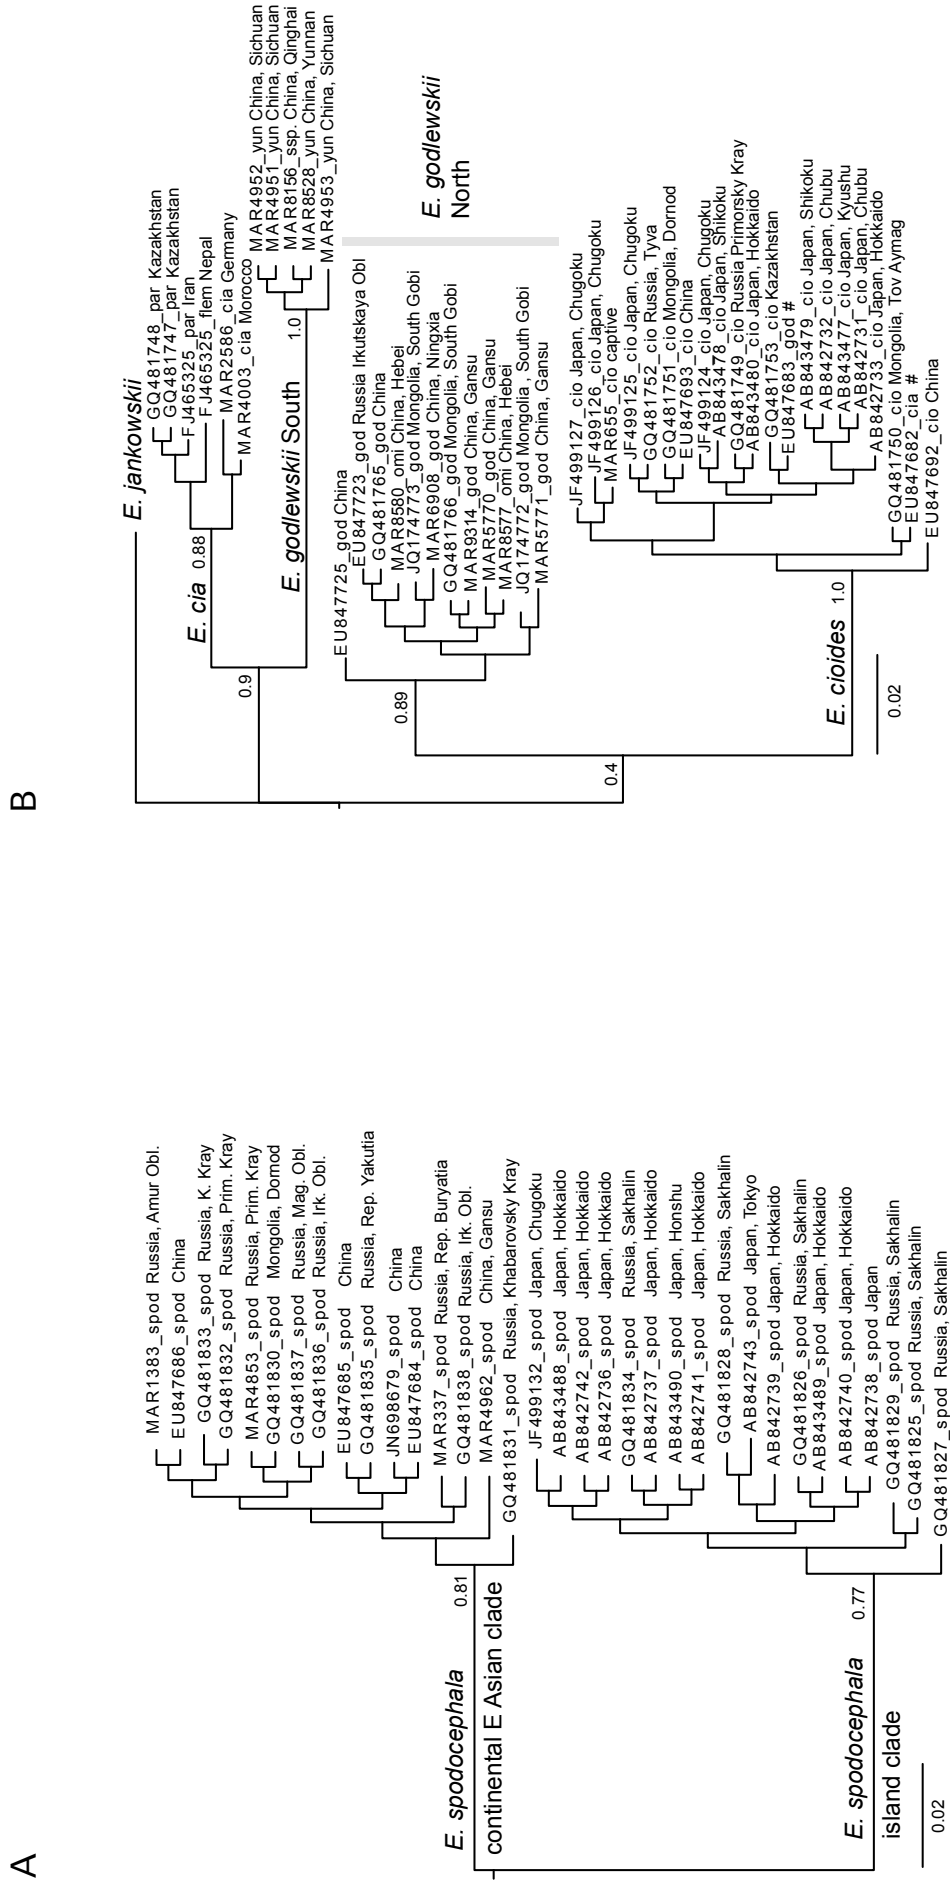 A
MAR1383_spod Russia, Amur Obl.
EU847686_spod China
GQ481833_spod Russia, K. Kray
GQ481832_spod Russia, Prim. Kray
MAR4853_spod Russia, Prim. Kray
GQ481830_spod Mongolia, Dornod
GQ481837_spod Russia, Mag. Obl.
GQ481836_spod Russia, Irk. Obl.
EU847685_spod China
GQ481835_spod Russia, Rep. Yakutia
JN698679_spod China
EU847684_spod China
MAR337_spod Russia, Rep. Buryatia
GQ481838_spod Russia, Irk. Obl.
MAR4962_spod China, Gansu
GQ481831_spod Russia, Khabarovsky Kray
0.81
E. spodocephala
continental E Asian clade
JF499132_spod Japan, Chugoku
AB843488_spod Japan, Hokkaido
AB842742_spod Japan, Hokkaido
AB842736_spod Japan, Hokkaido
GQ481834_spod Russia, Sakhalin
AB842737_spod Japan, Hokkaido
AB843490_spod Japan, Honshu
AB842741_spod Japan, Hokkaido
GQ481828_spod Russia, Sakhalin
AB842743_spod Japan, Tokyo
AB842739_spod Japan, Hokkaido
GQ481826_spod Russia, Sakhalin
AB843489_spod Japan, Hokkaido
AB842740_spod Japan, Hokkaido
AB842738_spod Japan
GQ481829_spod Russia, Sakhalin
GQ481825_spod Russia, Sakhalin
GQ481827_spod Russia, Sakhalin
0.77
E. spodocephala
island clade
0.02
B
E. jankowskii
GQ481748_par Kazakhstan
GQ481747_par Kazakhstan
FJ465325_par Iran
FJ465325_flem Nepal
MAR2586_cia Germany
MAR4003_cia Morocco
0.88
E. cia
0.9
MAR4952_yun China, Sichuan
MAR4951_yun China, Sichuan
MAR8156_ssp. China, Qinghai
MAR8528_yun China, Yunnan
MAR4953_yun China, Sichuan
1.0
E. godlewskii South
EU847725_god China
EU847723_god Russia Irkutskaya Obl
GQ481765_god China
MAR8580_omi China, Hebei
JQ174773_god Mongolia, South Gobi
MAR6908_god China, Ningxia
GQ481766_god Mongolia, South Gobi
MAR9314_god China, Gansu
MAR5770_god China, Gansu
MAR8577_omi China, Hebei
JQ174772_god Mongolia, South Gobi
MAR5771_god China, Gansu
E. godlewskii
North
0.89
0.4
JF499127_cio Japan, Chugoku
JF499126_cio Japan, Chugoku
MAR655_cio captive
JF499125_cio Japan, Chugoku
GQ481752_cio Russia, Tyva
GQ481751_cio Mongolia, Dornod
EU847693_cio China
JF499124_cio Japan, Chugoku
AB843478_cio Japan, Shikoku
GQ481749_cio Russia Primorsky Kray
AB843480_cio Japan, Hokkaido
GQ481753_cio Kazakhstan
EU847683_god #
AB843479_cio Japan, Shikoku
AB842732_cio Japan, Chubu
AB843477_cio Japan, Kyushu
AB842731_cio Japan, Chubu
AB842733_cio Japan, Hokkaido
GQ481750_cio Mongolia, Tov Aymag
EU847682_cia #
EU847692_cio China
E. cioides
1.0
0.02